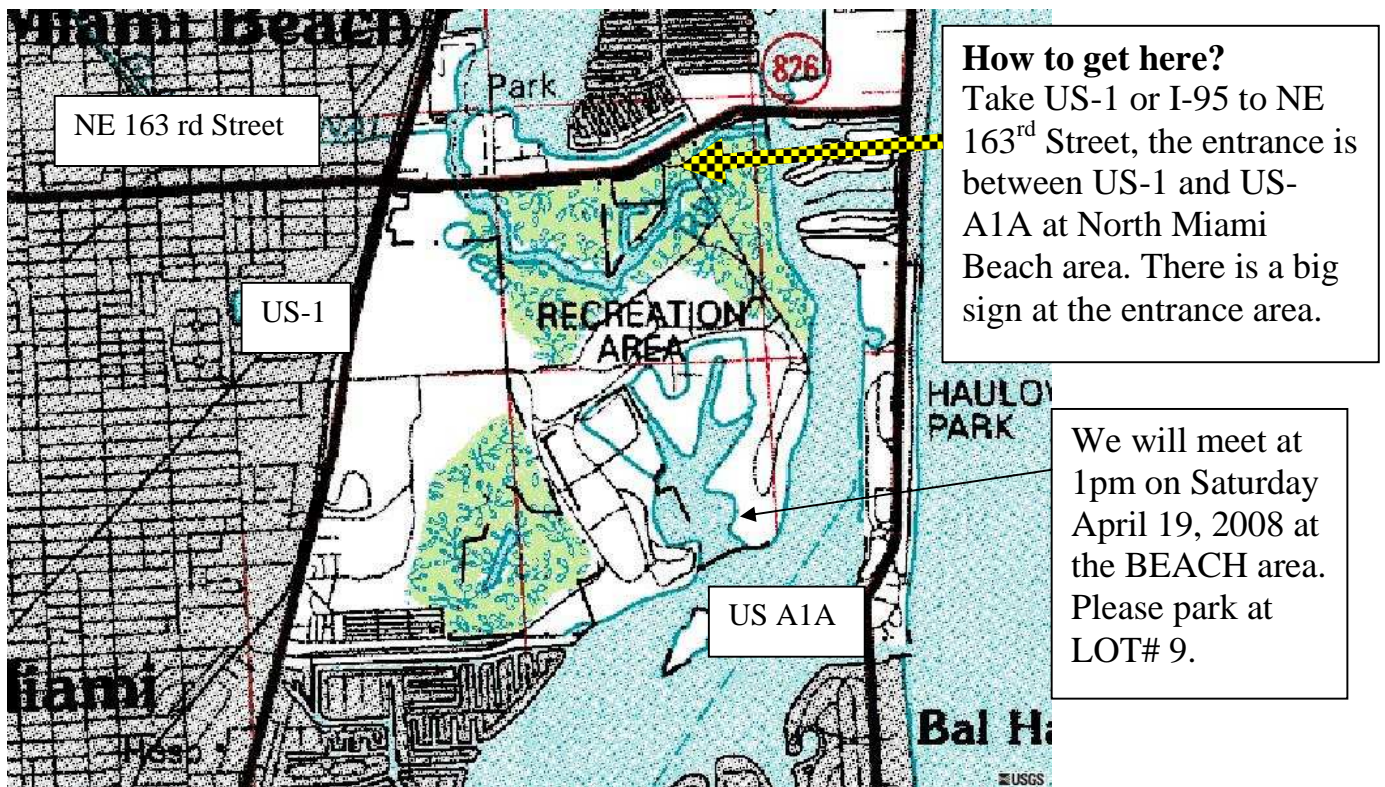 Miami Beach
826
Park
NE 163 rd Street
How to get here?
Take US-1 or I-95 to NE
163rd Street, the entrance is
between US-1 and US-
A1A at North Miami
Beach area. There is a big
sign at the entrance area.
US-1
RECREATION
AREA
HAULOV
PARK
We will meet at
1pm on Saturday
April 19, 2008 at
the BEACH area.
Please park at
LOT# 9.
US A1A
iami
Bal Ha
USGS